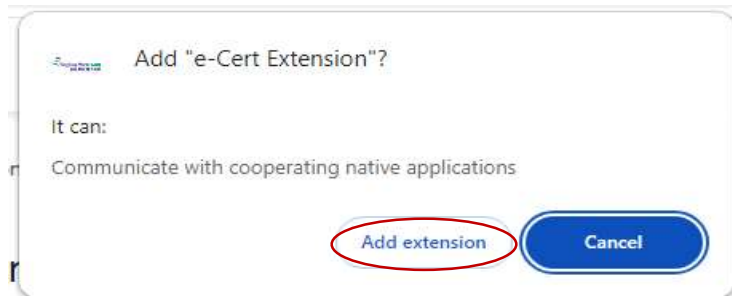 Add "e-Cert Extension"?
It can:
Communicate with cooperating native applications
Add extension
Cancel